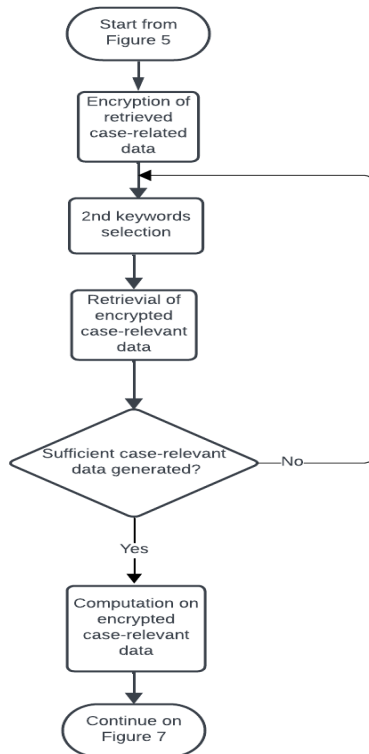 Start from
Figure 5
Encryption of
retrieved
case-related
data
2nd keywords
selection
Retrievial of
encrypted
case-relevant
data
Sufficient case-relevant
data generated?
No
Yes
Computation on
encrypted
case-relevant
data
Continue on
Figure 7